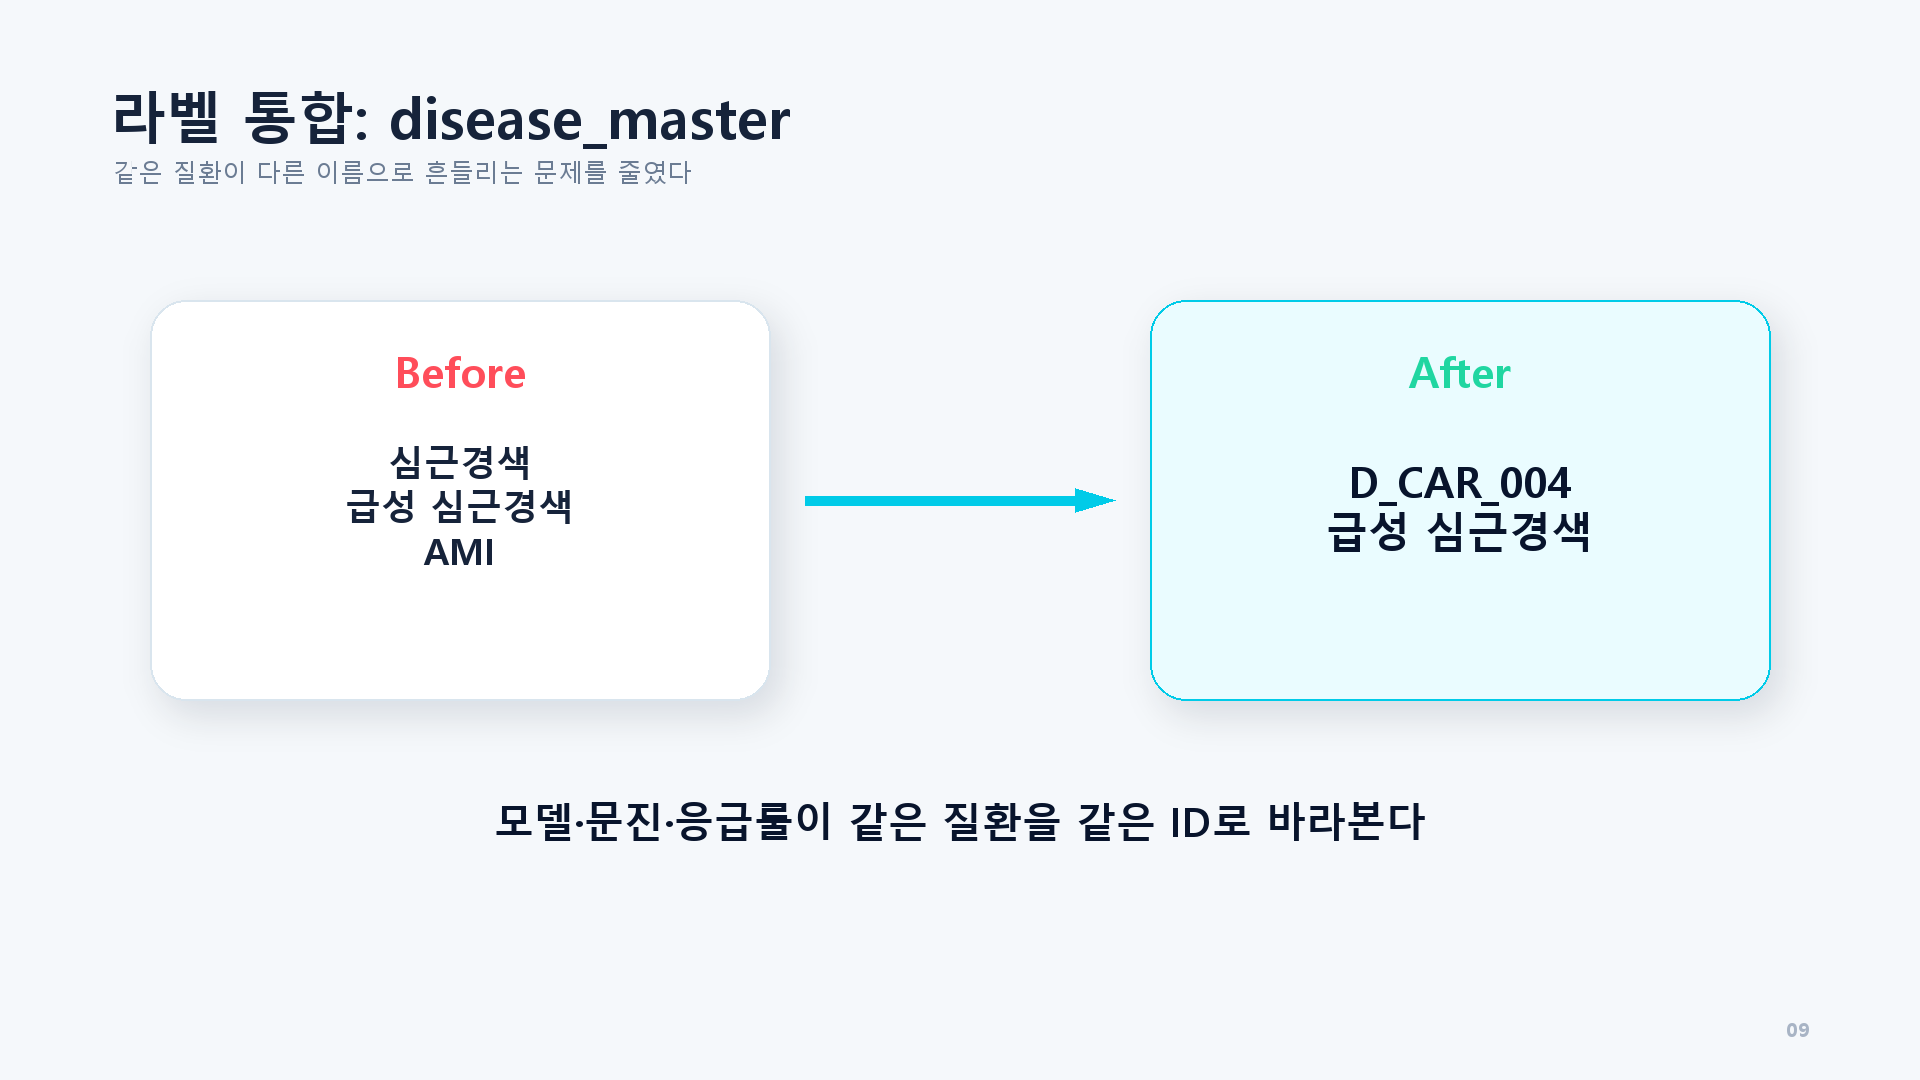 라벨 통합: disease_master
같은 질환이 다른 이름으로 흔들리는 문제를 줄였다
Before
심근경색
급성 심근경색
AMI
After
D_CAR_004
급성 심근경색
모델·문진·응급룰이 같은 질환을 같은 ID로 바라본다
09